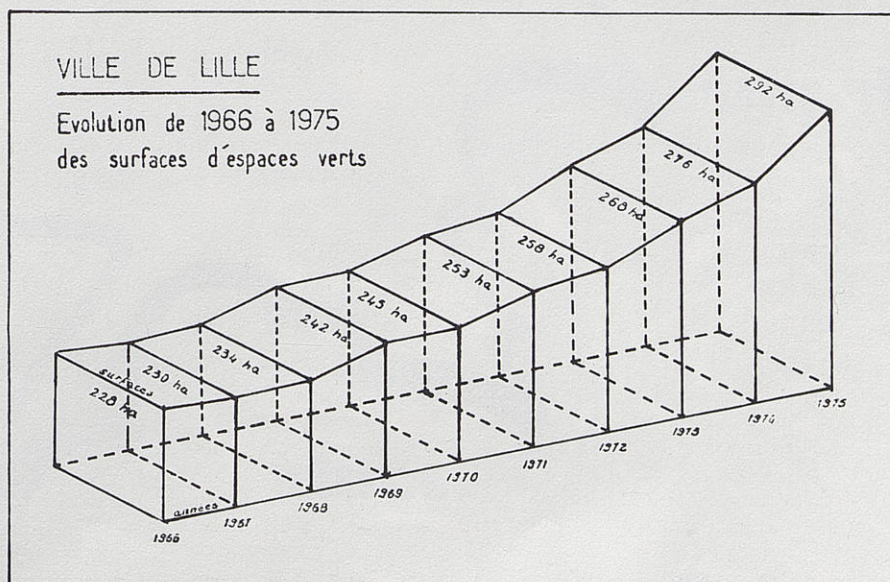 VILLE DE LILLE
Evolution de 1966 à 1975
des surfaces d'espaces verts
292 ha
276 ha
268 ha
258 ha
253 ha
245 ha
242 ha
234 ha
230 ha
surfaces
228 ha
années
1966
1967
1968
1969
1970
1971
1972
1973
1974
1975